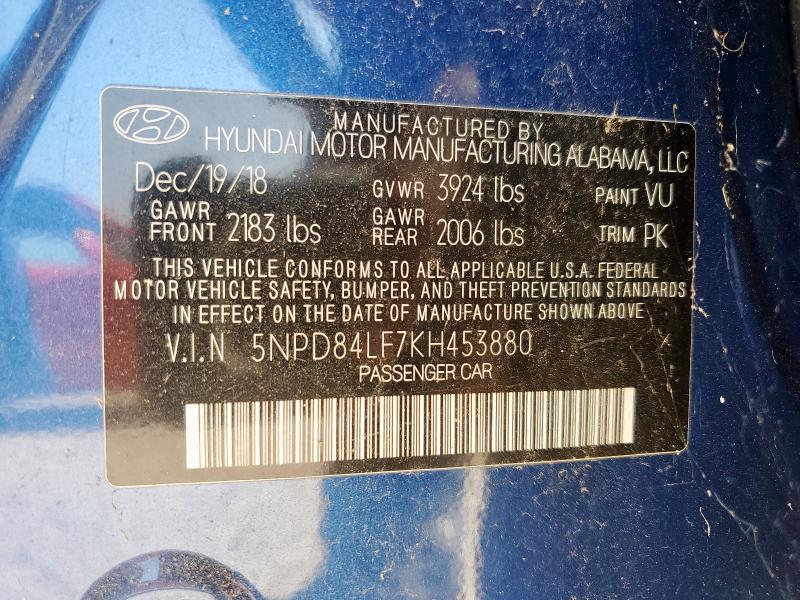 MANUFACTURED BY
HYUNDAI MOTOR MANUFACTURING ALABAMA, LLC
Dec/19/18 GVWR 3924 lbs PAINT VU
GAWR FRONT 2183 lbs GAWR REAR 2006 lbs TRIM PK
THIS VEHICLE CONFORMS TO ALL APPLICABLE U.S.A. FEDERAL
MOTOR VEHICLE SAFETY, BUMPER, AND THEFT PREVENTION STANDARDS
IN EFFECT ON THE DATE OF MANUFACTURE SHOWN ABOVE
V.I.N 5NPD84LF7KH453880
PASSENGER CAR